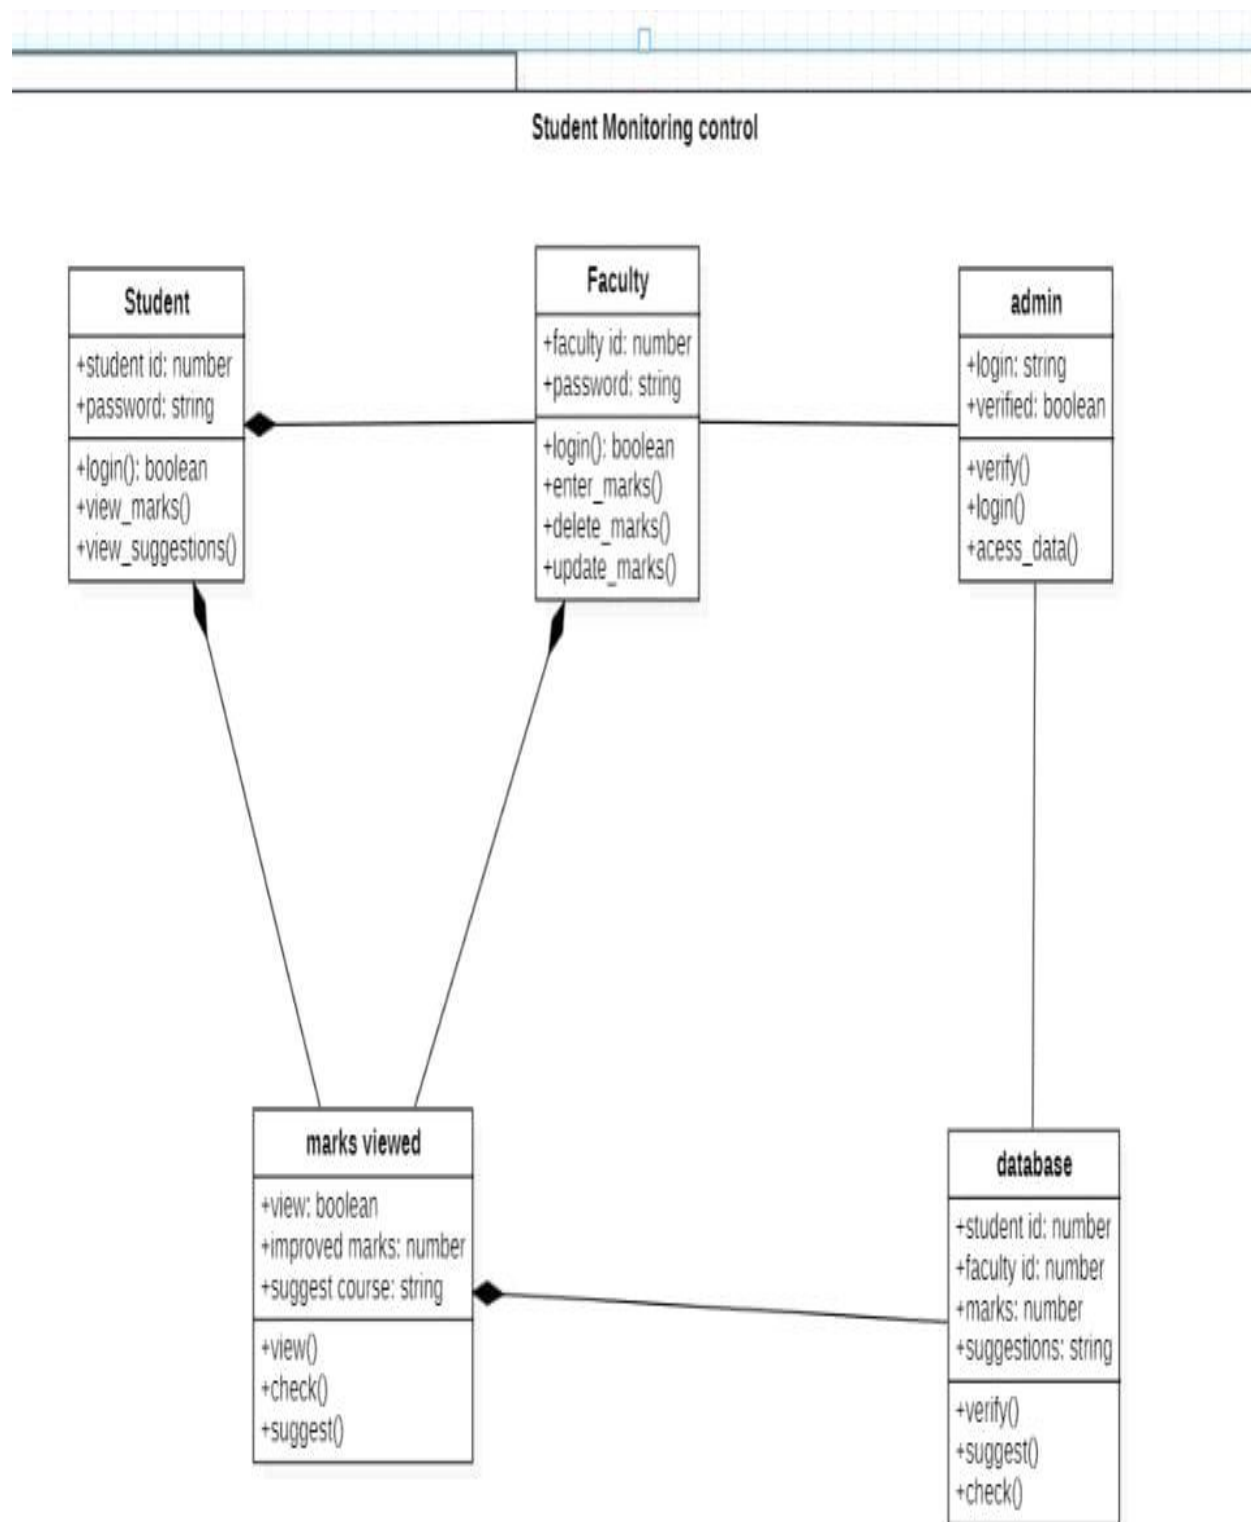 Student Monitoring control
Student
+student id: number
+password: string
+login(): boolean
+view_marks()
+view_suggestions()
Faculty
+faculty id: number
+password: string
+login(): boolean
+enter_marks()
+delete_marks()
+update_marks()
admin
+login: string
+verified: boolean
+verify()
+login()
+acess_data()
marks viewed
+view: boolean
+improved marks: number
+suggest course: string
+view()
+check()
+suggest()
database
+student id: number
+faculty id: number
+marks: number
+suggestions: string
+verify()
+suggest()
+check()